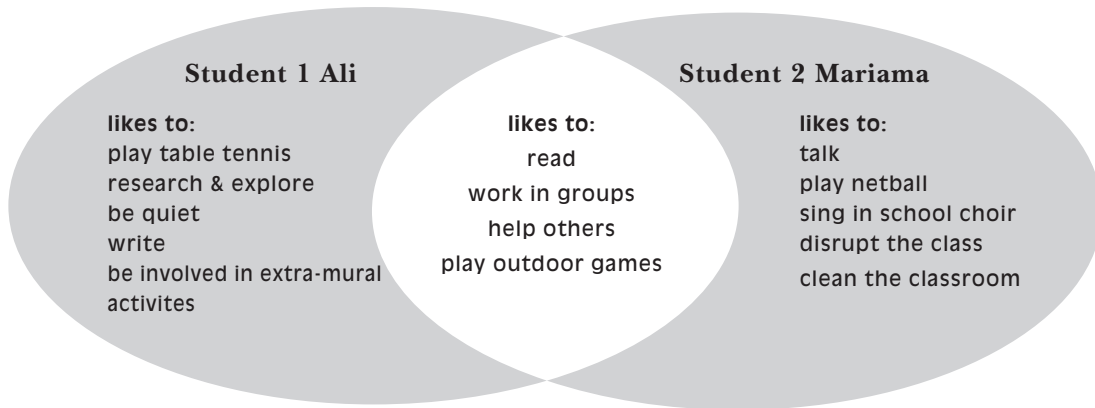 Student 1 Ali
likes to:
play table tennis
research & explore
be quiet
write
be involved in extra-mural
activites
likes to:
read
work in groups
help others
play outdoor games
Student 2 Mariama
likes to:
talk
play netball
sing in school choir
disrupt the class
clean the classroom